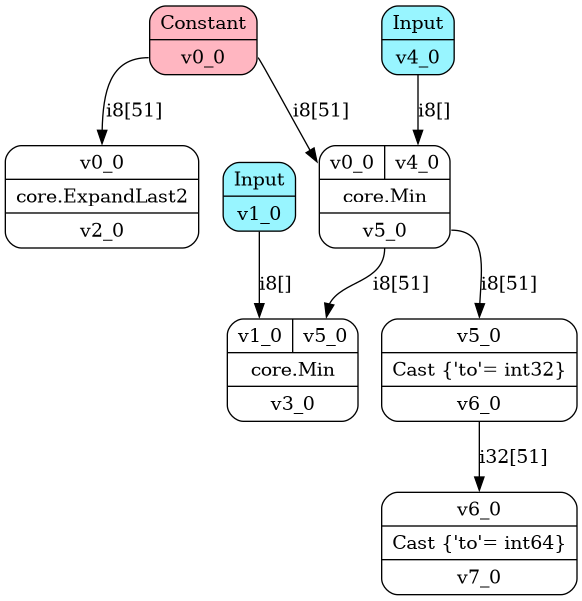 Constant
v0_0
Input
v4_0
i8[51]
i8[51]
i8[]
v0_0
core.ExpandLast2
v2_0
Input
v1_0
v0_0 v4_0
core.Min
v5_0
i8[]
i8[51]
i8[51]
v1_0 v5_0
core.Min
v3_0
v5_0
Cast {'to'= int32}
v6_0
i32[51]
v6_0
Cast {'to'= int64}
v7_0